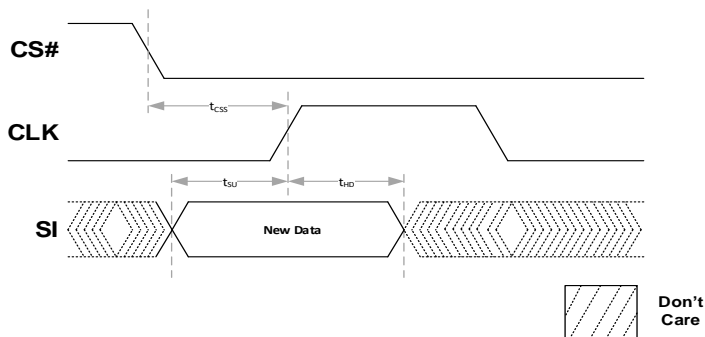 CS#
tCSS
CLK
tSU
tHD
SI
New Data
Don't
Care